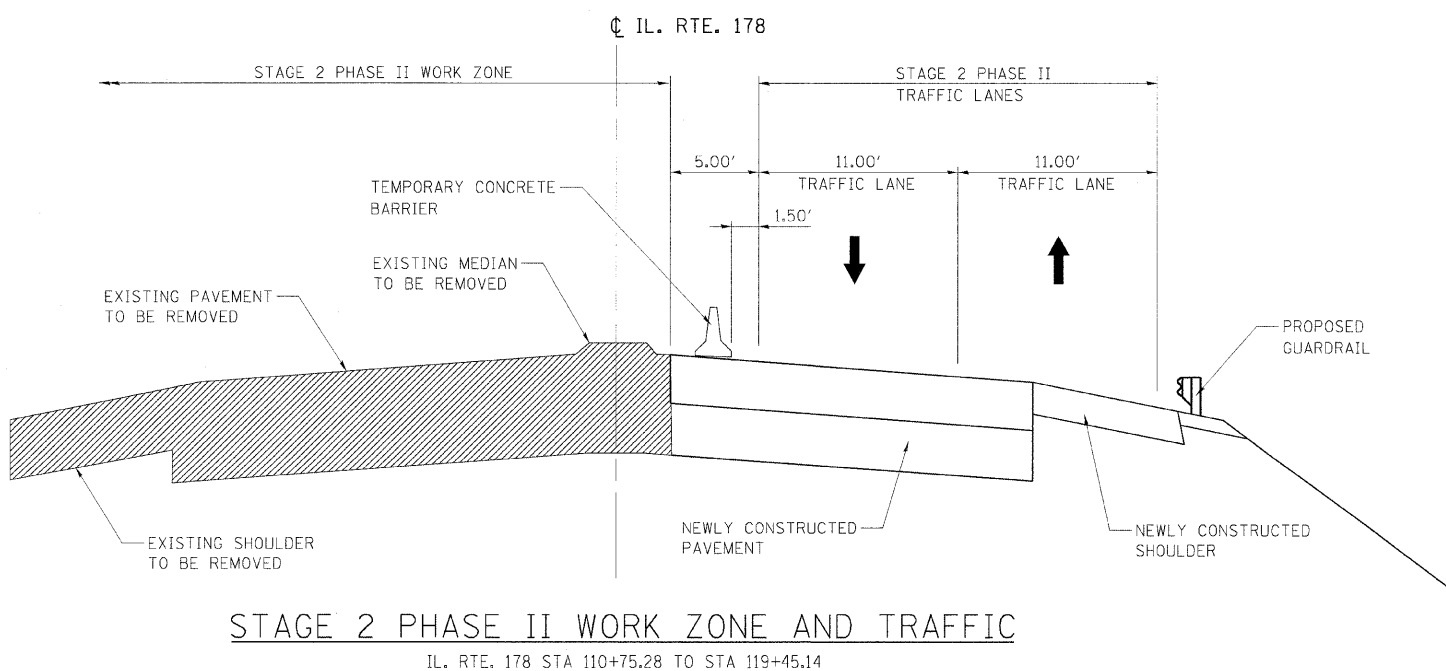 ℄ IL. RTE. 178
STAGE 2 PHASE II WORK ZONE
STAGE 2 PHASE II
TRAFFIC LANES
5.00'
11.00'
TRAFFIC LANE
11.00'
TRAFFIC LANE
TEMPORARY CONCRETE
BARRIER
1.50'
EXISTING MEDIAN
TO BE REMOVED
EXISTING PAVEMENT
TO BE REMOVED
PROPOSED
GUARDRAIL
EXISTING SHOULDER
TO BE REMOVED
NEWLY CONSTRUCTED
PAVEMENT
NEWLY CONSTRUCTED
SHOULDER
STAGE 2 PHASE II WORK ZONE AND TRAFFIC
IL. RTE. 178 STA 110+75.28 TO STA 119+45.14